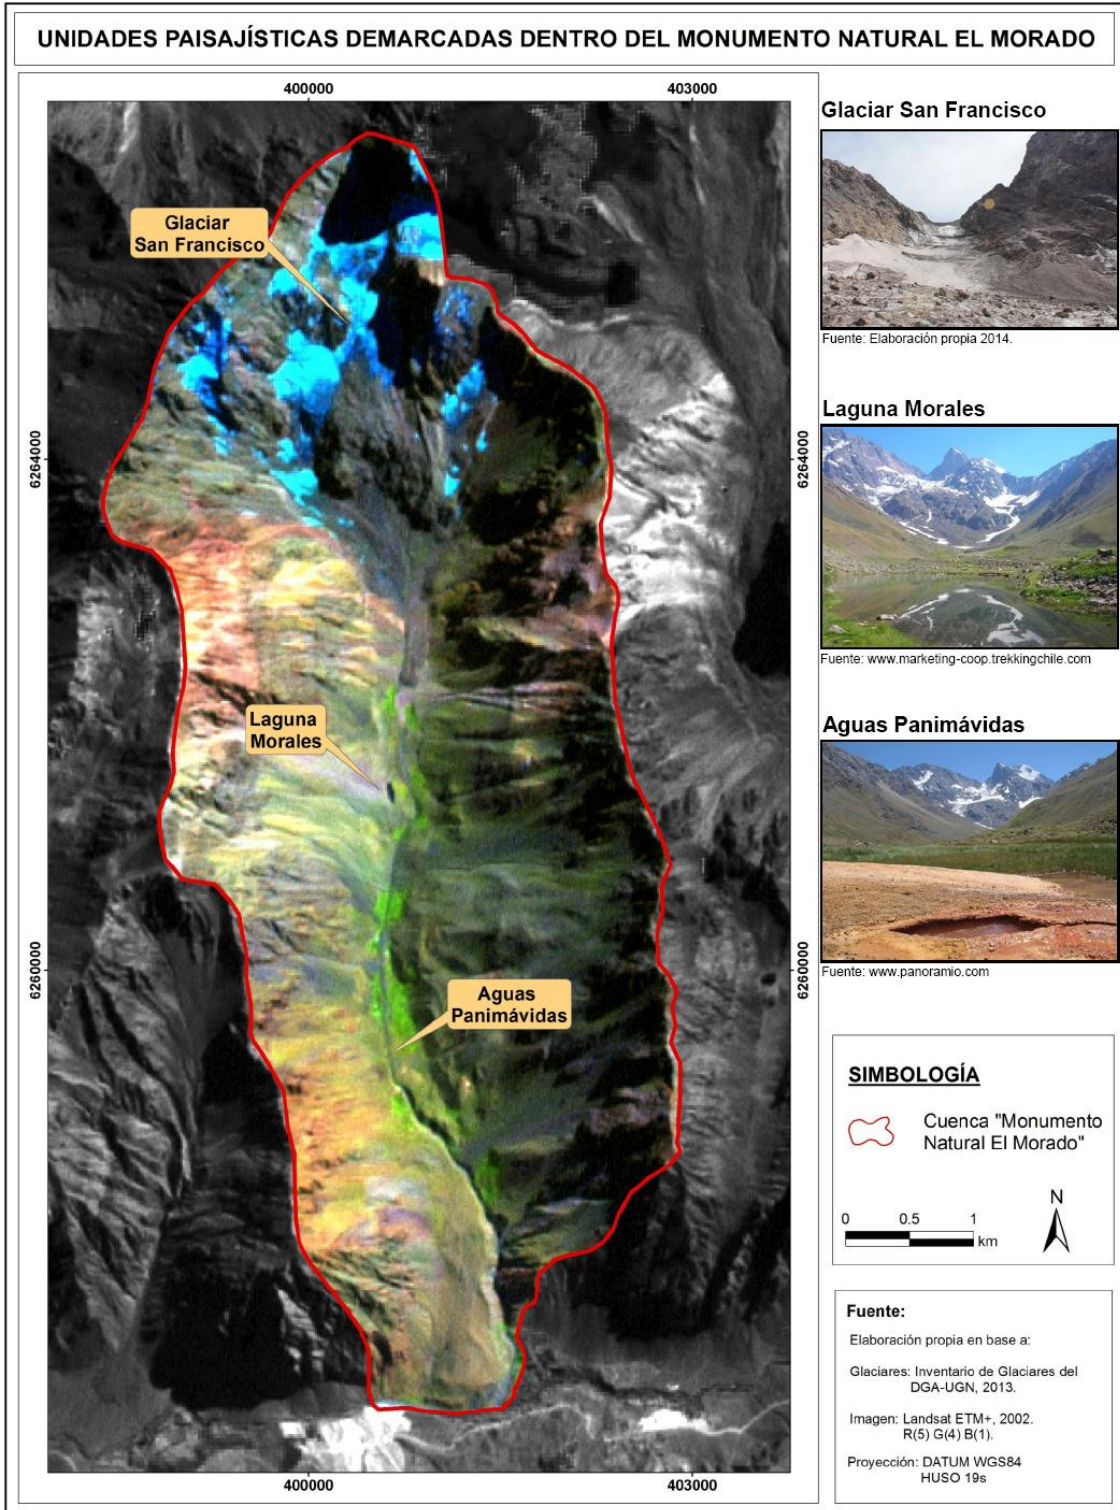 UNIDADES PAISAJÍSTICAS DEMARCADAS DENTRO DEL MONUMENTO NATURAL EL MORADO
400000
403000
Glaciar
San Francisco
6264000
6264000
Laguna
Morales
6260000
6260000
Aguas
Panimávidas
400000
403000
Glaciar San Francisco
Fuente: Elaboración propia 2014.
Laguna Morales
Fuente: www.marketing-coop.trekkingchile.com
Aguas Panimávidas
Fuente: www.panoramio.com
SIMBOLOGÍA
Cuenca "Monumento
Natural El Morado"
N
0 0.5 1
km
Fuente:
Elaboración propia en base a:
Glaciares: Inventario de Glaciares del
DGA-UGN, 2013.
Imagen: Landsat ETM+, 2002.
R(5) G(4) B(1).
Proyección: DATUM WGS84
HUSO 19s